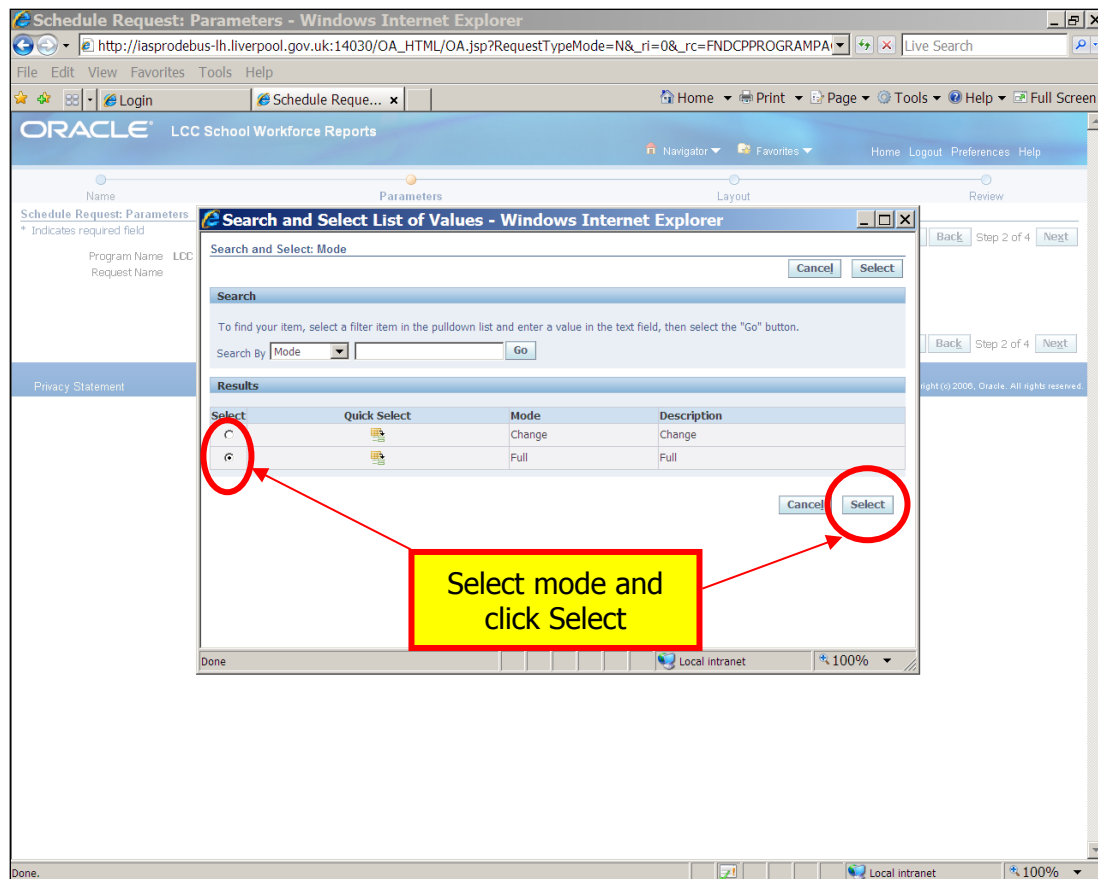 Schedule Request: Parameters - Windows Internet Explorer
http://iasprodebus-lh.liverpool.gov.uk:14030/OA_HTML/OA.jsp?RequestTypeMode=N&_ri=0&_rc=FNDCPPROGRAMPA
Live Search
File Edit View Favorites Tools Help
Login
Schedule Reque...
Home Print Page Tools Help Full Screen
ORACLE LCC School Workforce Reports
Navigator Favorites Home Logout Preferences Help
Name Parameters Layout Review
Schedule Request: Parameters
* Indicates required field
Back Step 2 of 4 Next
Program Name LCC
Request Name
Search and Select List of Values - Windows Internet Explorer
Search and Select: Mode
Cancel Select
Search
To find your item, select a filter item in the pulldown list and enter a value in the text field, then select the "Go" button.
Search By Mode Go
Back Step 2 of 4 Next
Privacy Statement
right (c) 2006, Oracle. All rights reserved.
Results
Select Quick Select Mode Description
Change Change
Full Full
Cancel Select
Select mode and
click Select
Done Local intranet 100%
Done. Local intranet 100%